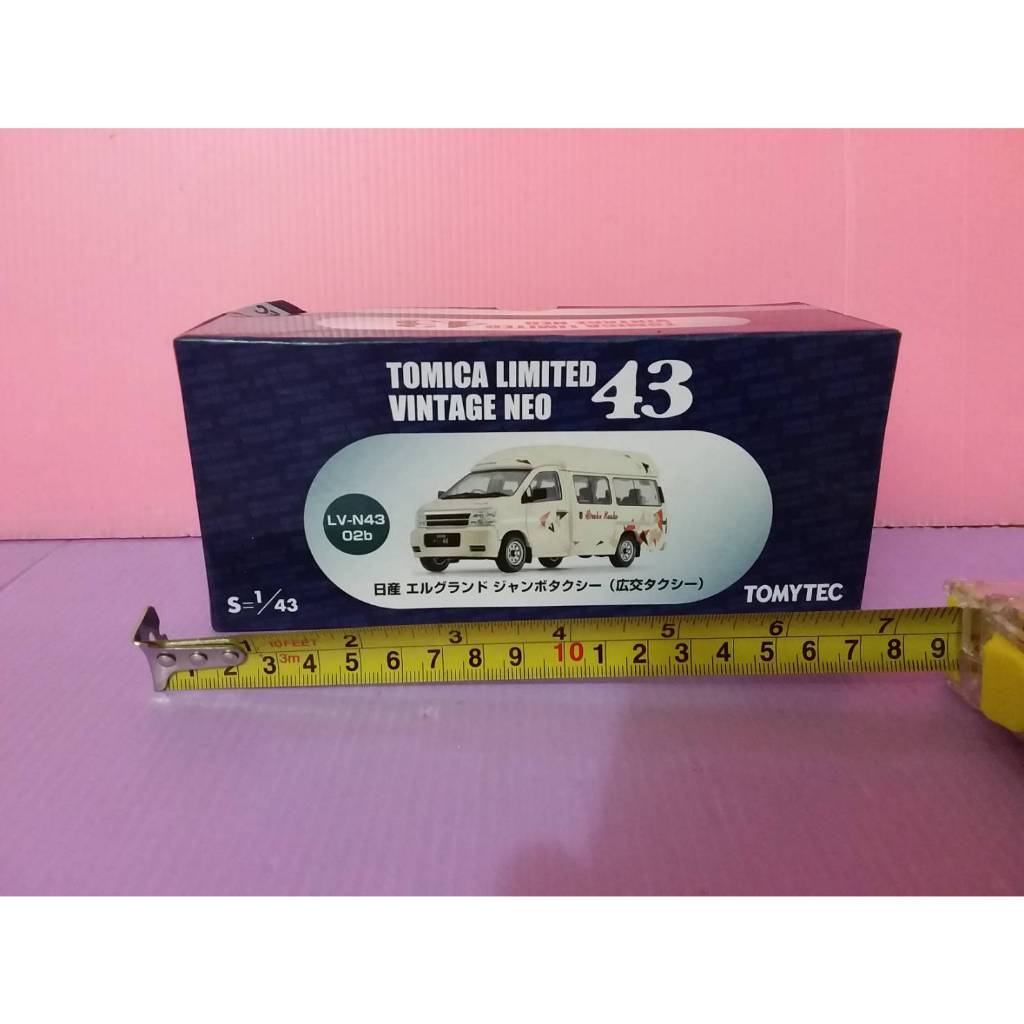 TOMICA LIMITED
VINTAGE NEO 43
LV-N43
02b
日産 エルグランド ジャンボタクシー（広交タクシー）
S=1/43
TOMYTEC
1 10FEET 2 3 4 5 6 7
1 2 3 3m 4 5 6 7 8 9 10 1 2 3 4 5 6 7 8 9